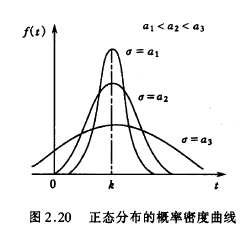 f(t)
a₁<a₂<a₃
σ=a₁
σ=a₂
σ=a₃
0
k
t
图 2.20 正态分布的概率密度曲线